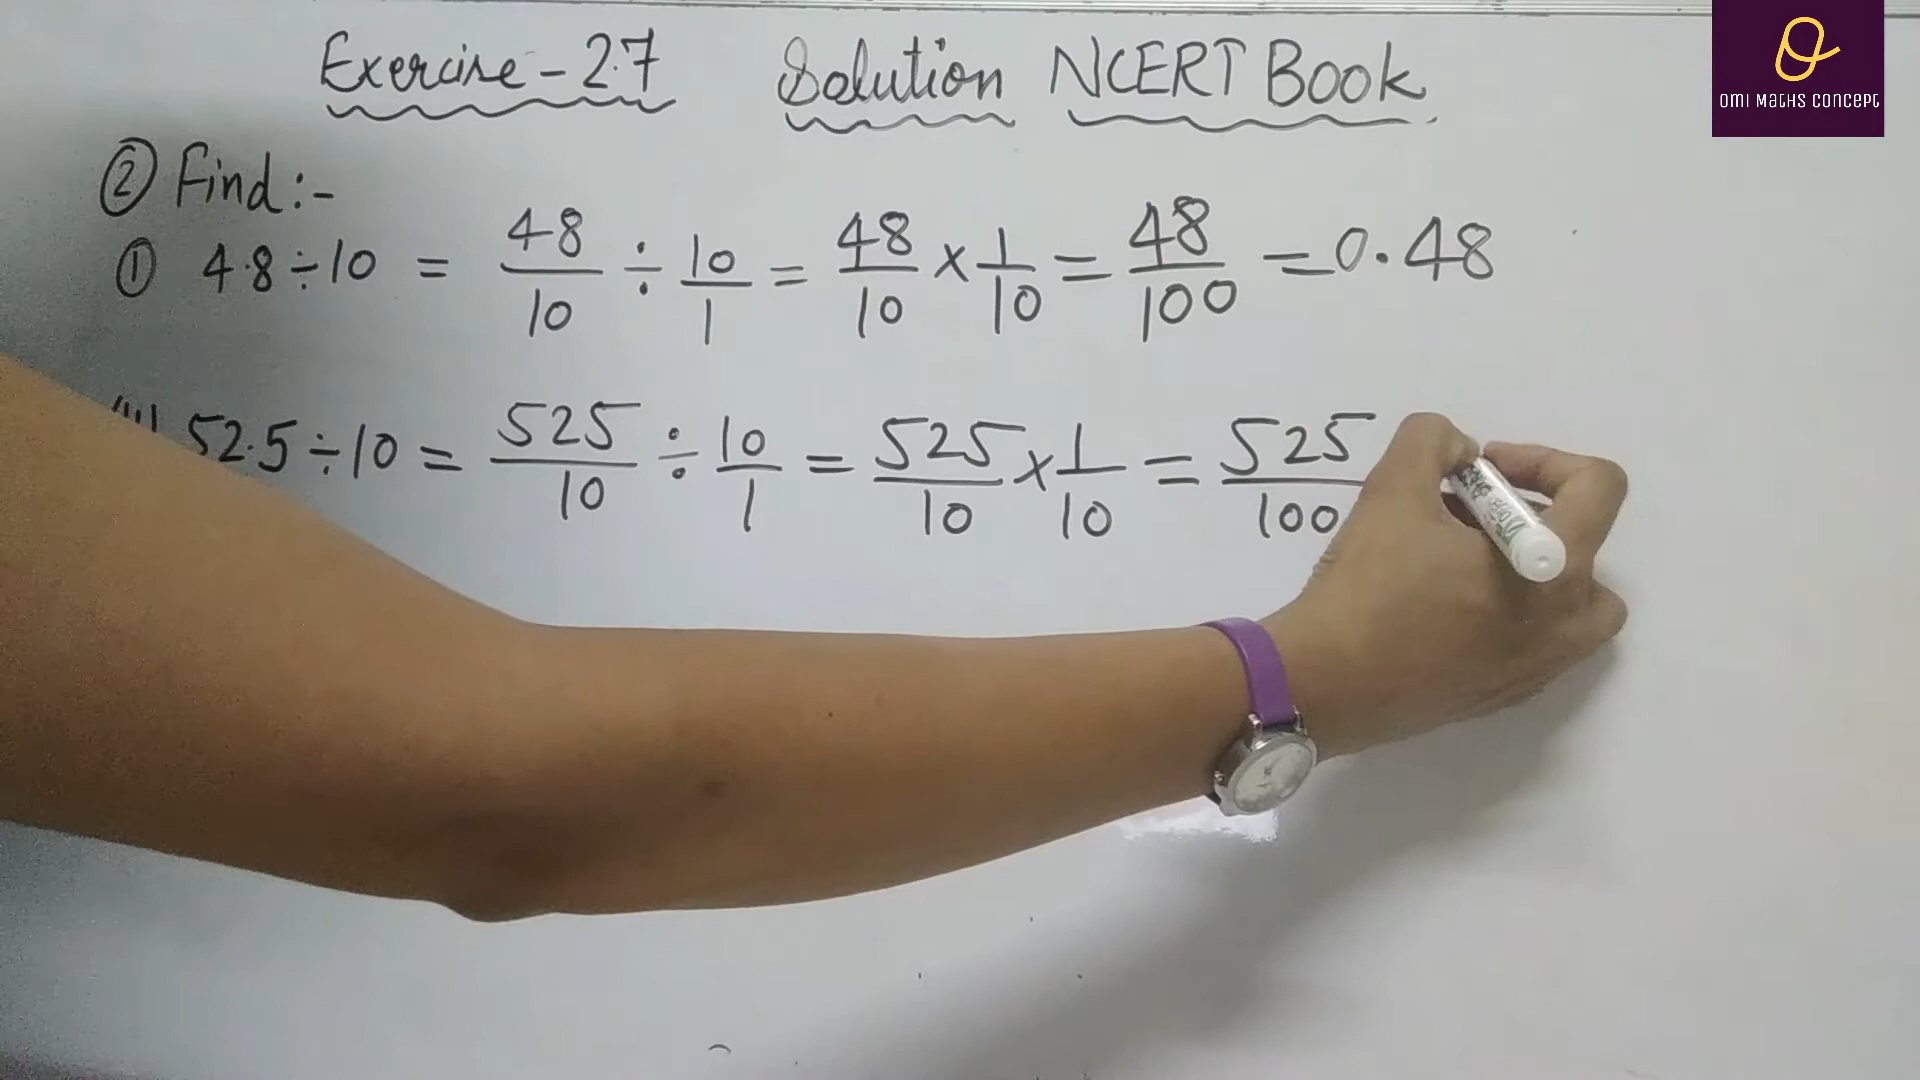 Exercise - 2.7 Solution NCERT Book
OMI MATHS CONCEPT
② Find :-
① 4.8 ÷ 10 = 48/10 ÷ 10/1 = 48/10 × 1/10 = 48/100 = 0.48
52.5 ÷ 10 = 525/10 ÷ 10/1 = 525/10 × 1/10 = 525/100